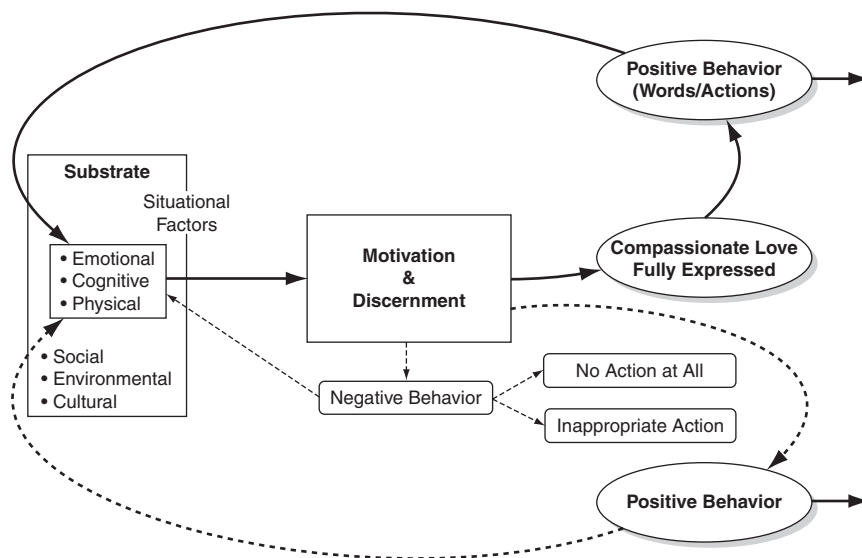 Positive Behavior
(Words/Actions)
Substrate
Situational
Factors
• Emotional
• Cognitive
• Physical
• Social
• Environmental
• Cultural
Motivation
&
Discernment
Compassionate Love
Fully Expressed
Negative Behavior
No Action at All
Inappropriate Action
Positive Behavior